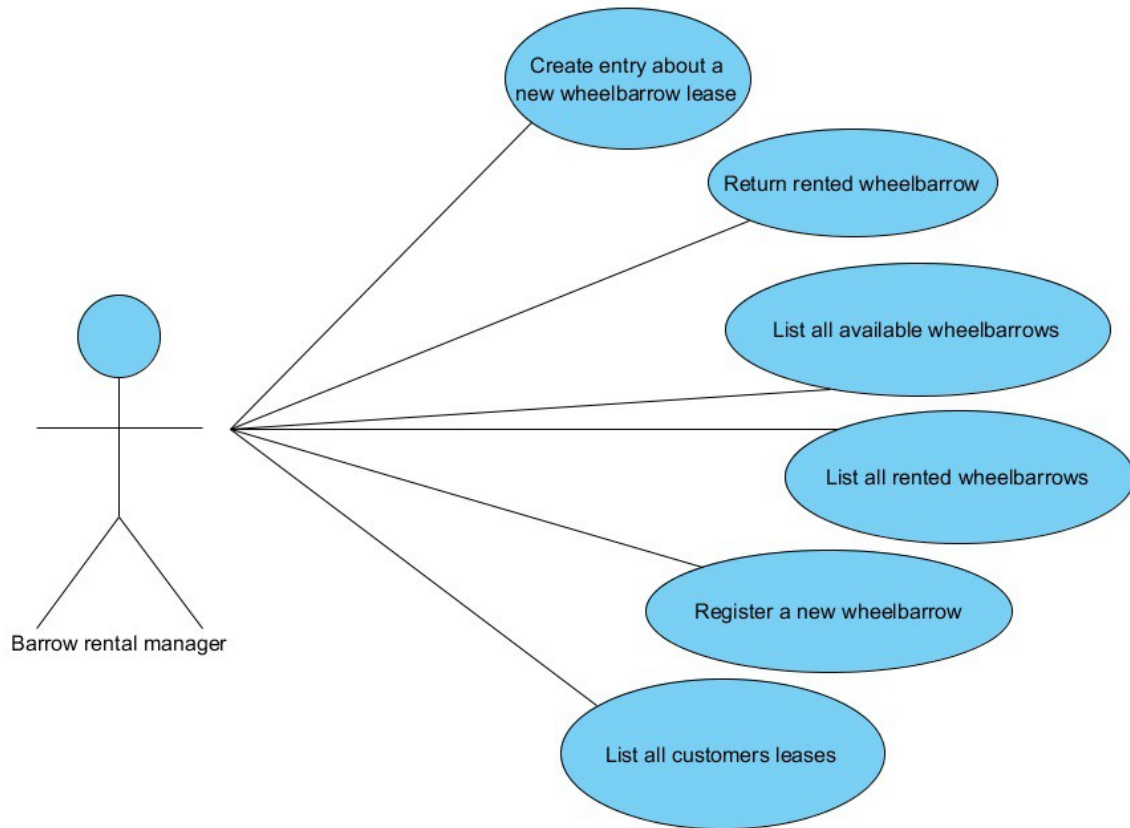 Create entry about a
new wheelbarrow lease
Return rented wheelbarrow
List all available wheelbarrows
List all rented wheelbarrows
Register a new wheelbarrow
Barrow rental manager
List all customers leases